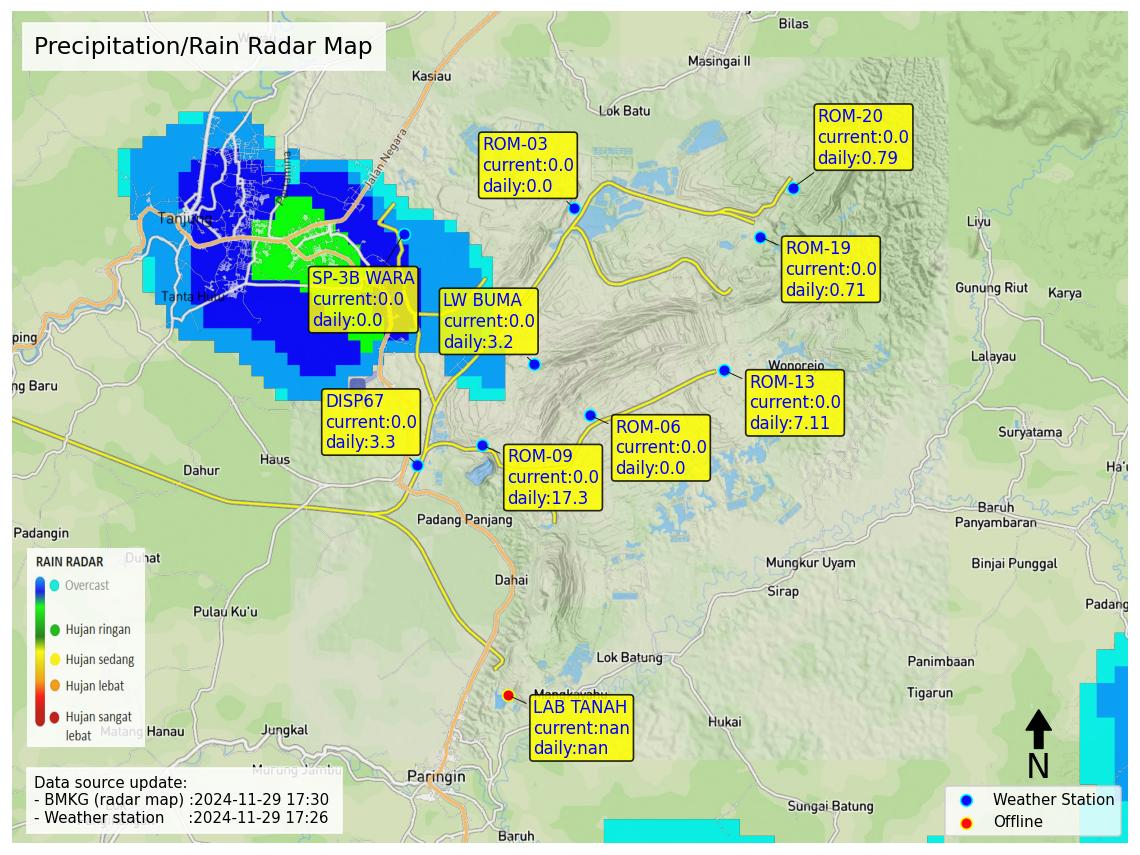 Precipitation/Rain Radar Map
Bilas
Masingai II
Kasiau
Lok Batu
ROM-20
current:0.0
daily:0.79
ROM-03
current:0.0
daily:0.0
Jalan Negara
Tanjung
Liyu
ROM-19
current:0.0
daily:0.71
SP-3B WARA
current:0.0
daily:0.0
LW BUMA
current:0.0
daily:3.2
Gunung Riut
Karya
ping
Lalayau
Wonorejo
ng Baru
ROM-13
current:0.0
daily:7.11
DISP67
current:0.0
daily:3.3
ROM-06
current:0.0
daily:0.0
Suryatama
Haus
Dahur
ROM-09
current:0.0
daily:17.3
Ha'u
Baruh
Panyambaran
Padang Panjang
Padangin
Duhat
Mungkur Uyam
Binjai Punggal
Dahai
Sirap
Padang
Pulau Ku'u
RAIN RADAR
Overcast
Hujan ringan
Hujan sedang
Hujan lebat
Hujan sangat
lebat
Lok Batung
Panimbaan
Tigarun
LAB TANAH
current:nan
daily:nan
Hukai
Jungkal
Matang Hanau
Murung Jambu
Paringin
N
Data source update:
- BMKG (radar map) :2024-11-29 17:30
- Weather station :2024-11-29 17:26
Sungai Batung
Baruh
Weather Station
Offline